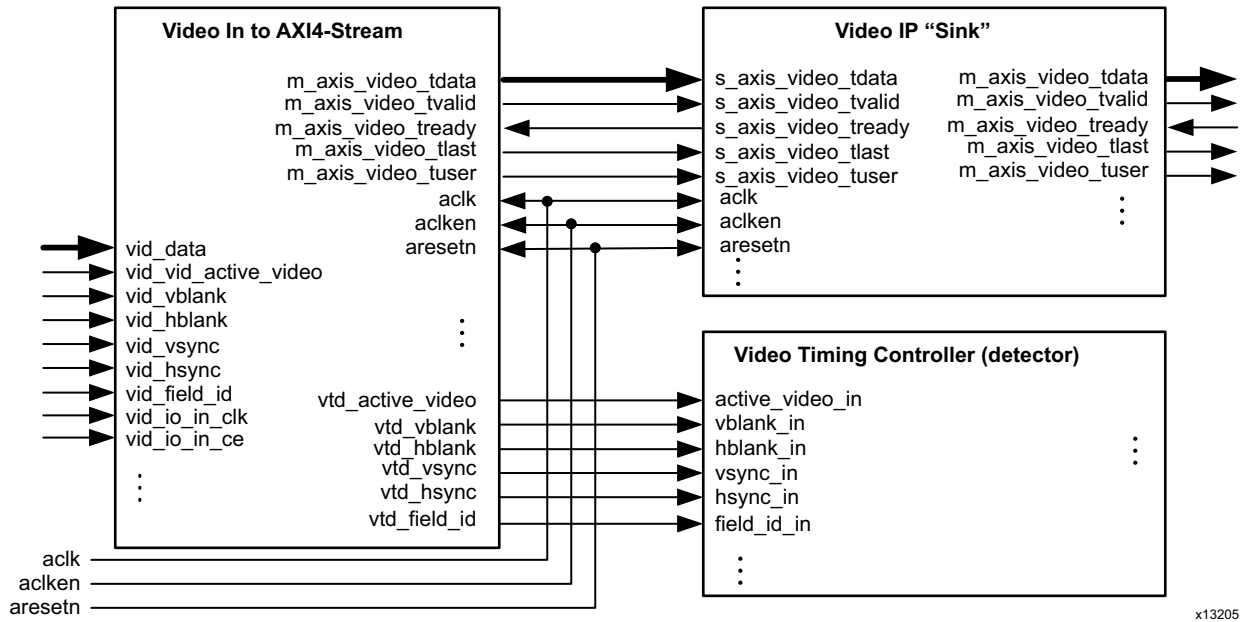 Video In to AXI4-Stream
m_axis_video_tdata
m_axis_video_tvalid
m_axis_video_tready
m_axis_video_tlast
m_axis_video_tuser
aclk
aclken
aresetn
vid_data
vid_vid_active_video
vid_vblank
vid_hblank
vid_vsync
vid_hsync
vid_field_id
vid_io_in_clk
vid_io_in_ce
vtd_active_video
vtd_vblank
vtd_hblank
vtd_vsync
vtd_hsync
vtd_field_id
Video IP “Sink”
s_axis_video_tdata
s_axis_video_tvalid
s_axis_video_tready
s_axis_video_tlast
s_axis_video_tuser
aclk
aclken
aresetn
m_axis_video_tdata
m_axis_video_tvalid
m_axis_video_tready
m_axis_video_tlast
m_axis_video_tuser
Video Timing Controller (detector)
active_video_in
vblank_in
hblank_in
vsync_in
hsync_in
field_id_in
aclk
aclken
aresetn
x13205